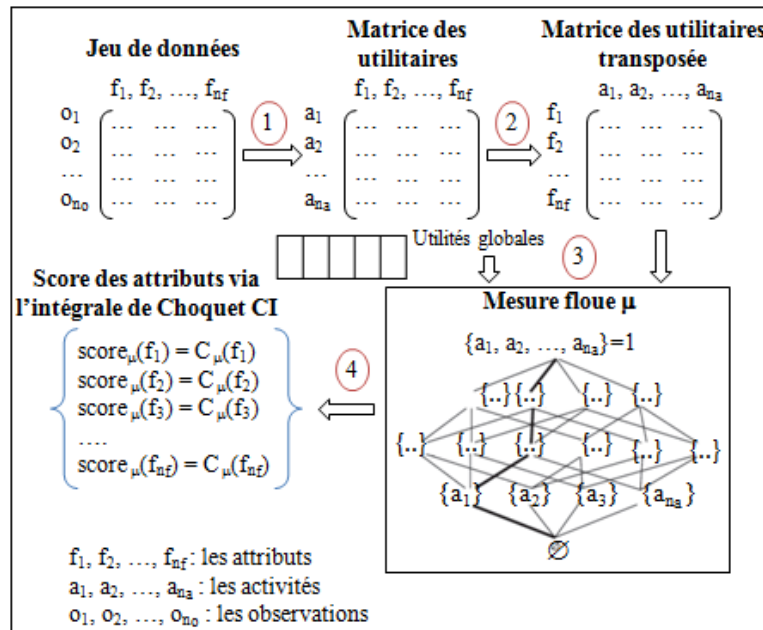 Jeu de données
f1, f2, …, fnf
o1 … … …
o2 … … …
… … … …
ono … … …
1
Matrice des
utilitaires
f1, f2, …, fnf
a1 … … …
a2 … … …
… … … …
ana … … …
2
Matrice des utilitaires
transposée
a1, a2, …, ana
f1 … … …
f2 … … …
… … … …
fnf … … …
Utilités globales
3
Mesure floue μ
{a1, a2, …, ana}=1
{..} {..} {..} {..}
{..} {..} {..} {..} {..} {..}
{a1} {a2} {a3} {ana}
∅
4
Score des attributs via
l'intégrale de Choquet CI
scoreμ(f1) = Cμ(f1)
scoreμ(f2) = Cμ(f2)
scoreμ(f3) = Cμ(f3)
….
scoreμ(fnf) = Cμ(fnf)
f1, f2, …, fnf : les attributs
a1, a2, …, ana : les activités
o1, o2, …, ono : les observations